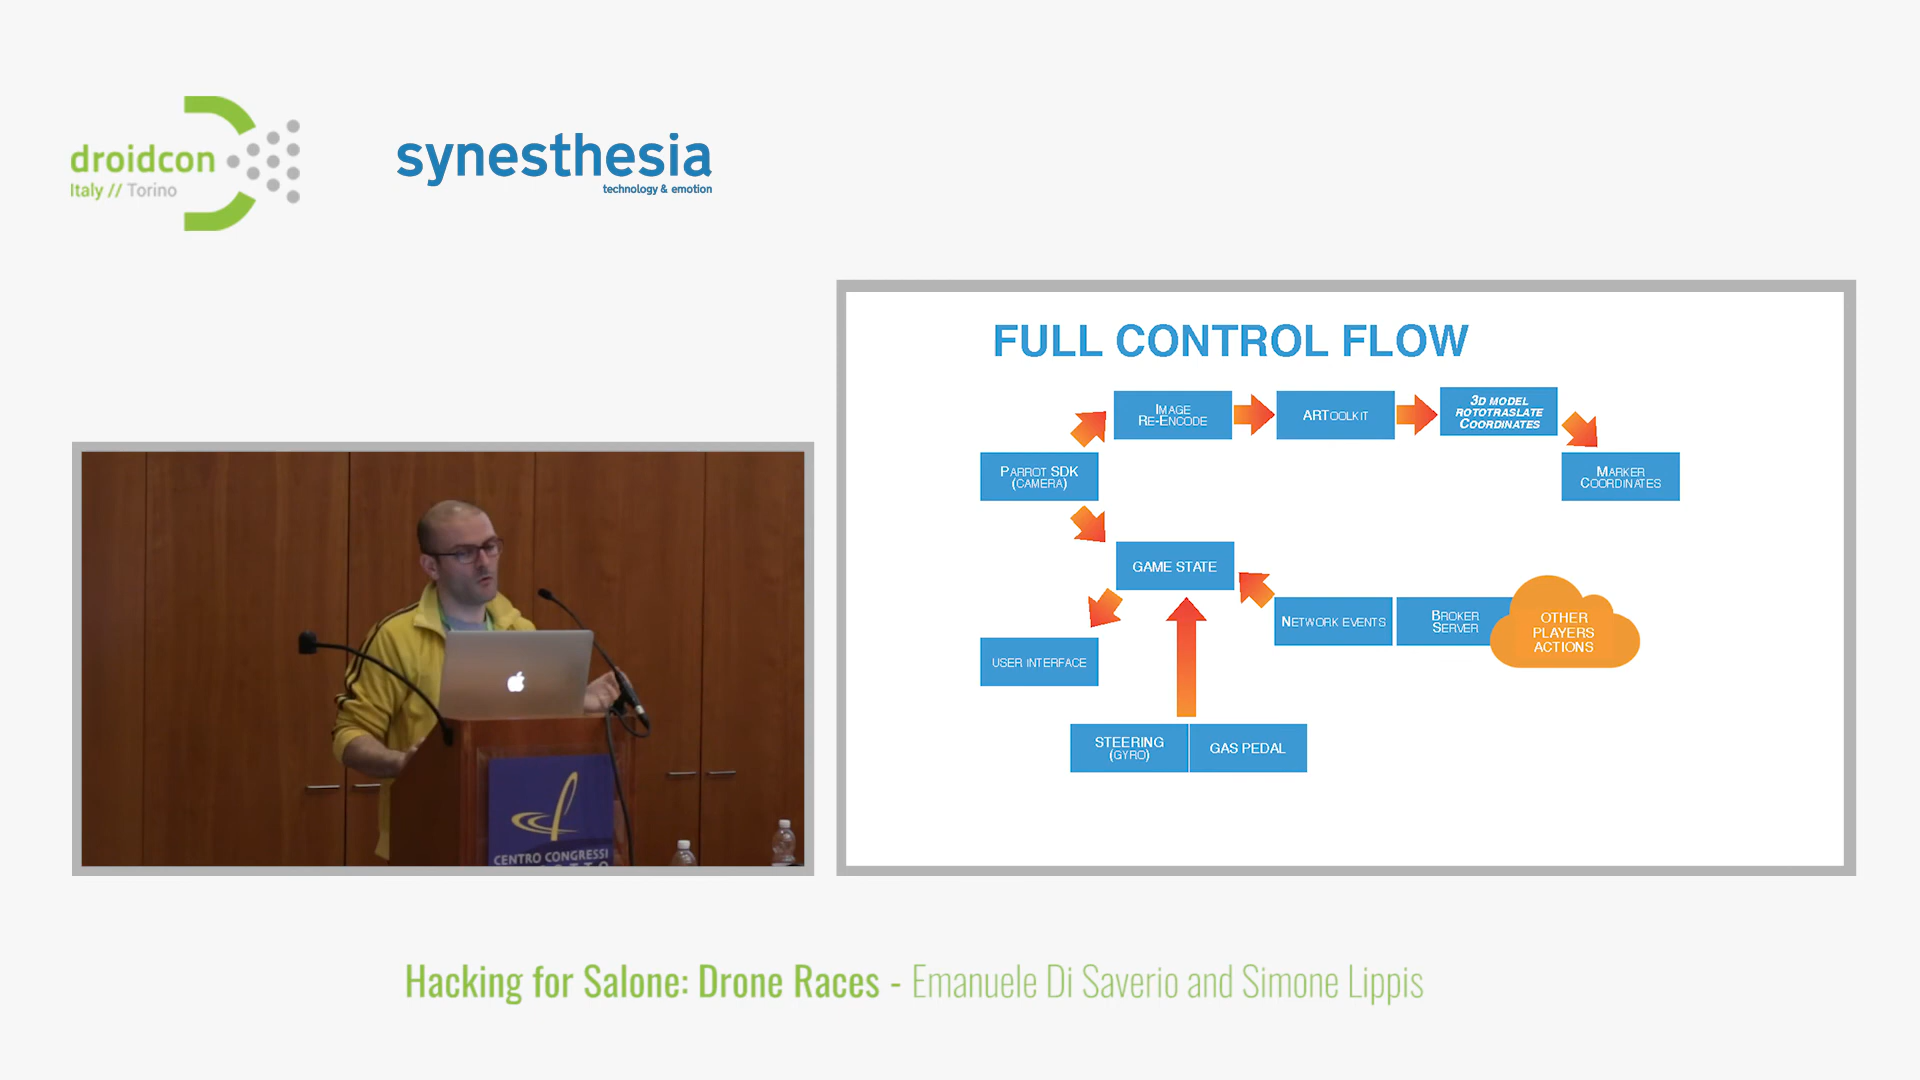 droidcon
Italy // Torino
synesthesia
technology & emotion
FULL CONTROL FLOW
IMAGE
RE-ENCODE
ARTOOLKIT
3D MODEL
ROTOTRASLATE
COORDINATES
PARROT SDK
(CAMERA)
MARKER
COORDINATES
GAME STATE
NETWORK EVENTS
BROKER
SERVER
OTHER
PLAYERS
ACTIONS
USER INTERFACE
STEERING
(GYRO)
GAS PEDAL
CENTRO CONGRESSI
Hacking for Salone: Drone Races - Emanuele Di Saverio and Simone Lippis